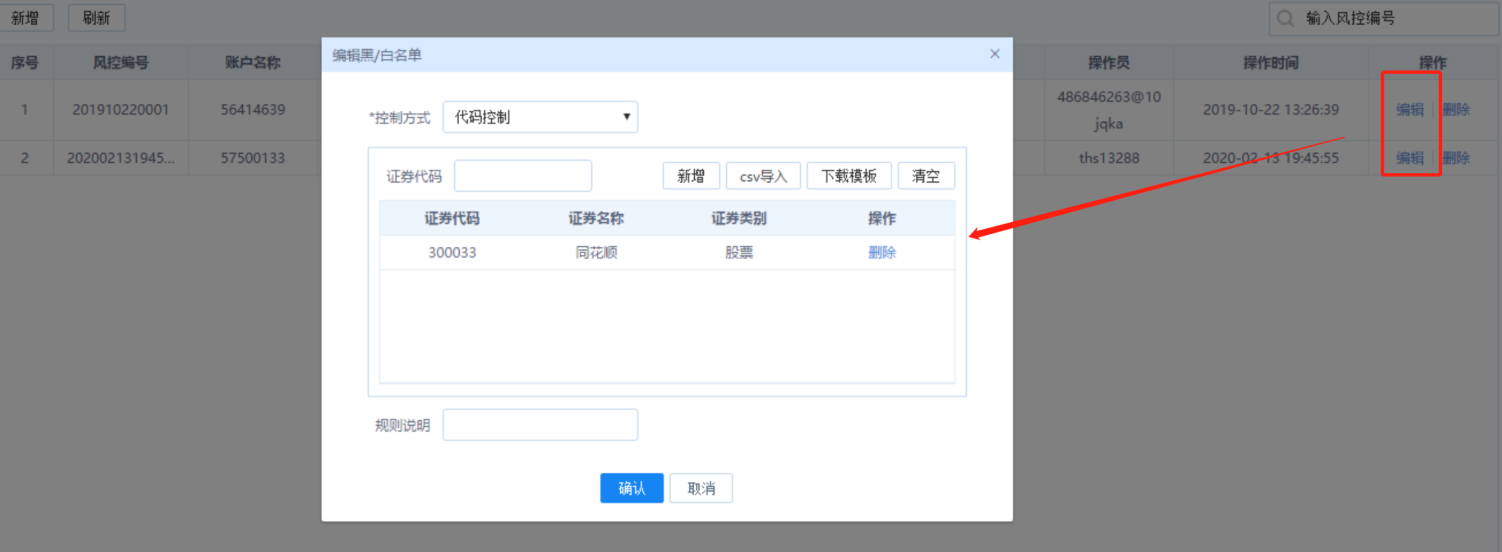 新增 刷新 输入风控编号
序号 风控编号 账户名称 操作员 操作时间 操作
1 201910220001 56414639 486846263@10
jqka 2019-10-22 13:26:39 编辑 删除
2 202002131945... 57500133 ths13288 2020-02-13 19:45:55 编辑 删除
编辑黑/白名单 ×
*控制方式 代码控制
证券代码 新增 csv导入 下载模板 清空
证券代码 证券名称 证券类别 操作
300033 同花顺 股票 删除
规则说明
确认 取消